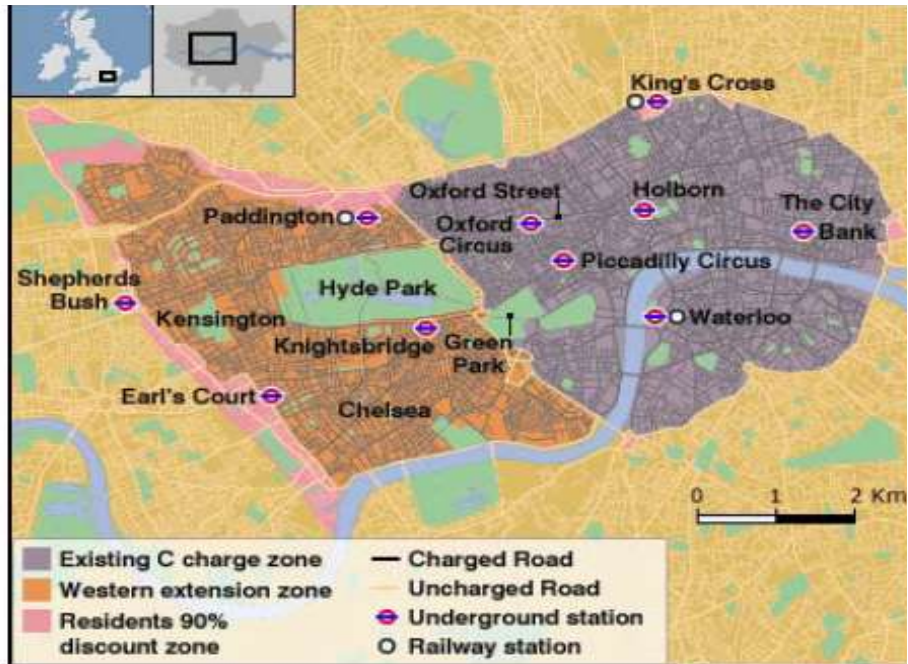 King's Cross
Oxford Street
Holborn
The City
Paddington
Oxford
Circus
Bank
Piccadilly Circus
Shepherds
Bush
Hyde Park
Kensington
Knightsbridge
Green
Park
Waterloo
Earl's Court
Chelsea
0 1 2 Km
Existing C charge zone
Western extension zone
Residents 90%
discount zone
Charged Road
Uncharged Road
Underground station
Railway station